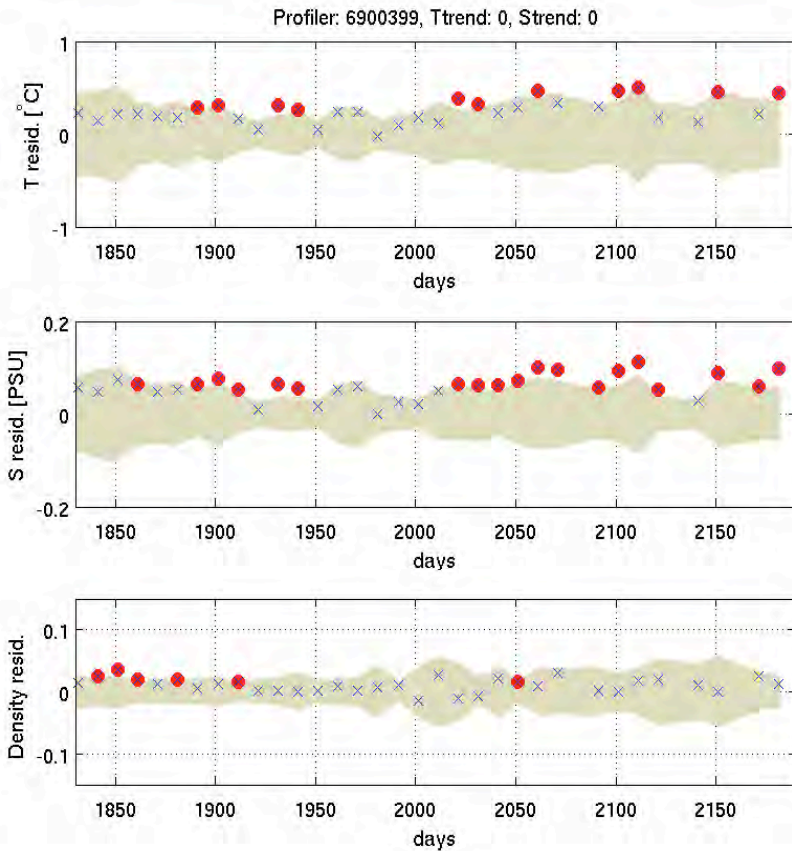 Profiler: 6900399, Ttrend: 0, Strend: 0
T resid. [°C]
1
0
-1
1850 1900 1950 2000 2050 2100 2150
days
S resid. [PSU]
0.2
0
-0.2
1850 1900 1950 2000 2050 2100 2150
days
Density resid.
0.1
0
-0.1
1850 1900 1950 2000 2050 2100 2150
days